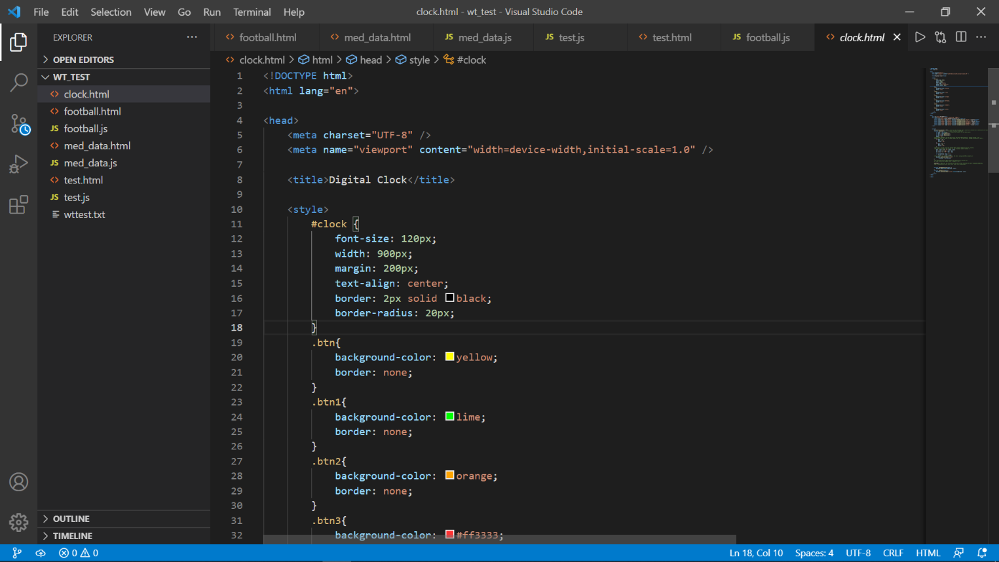 File Edit Selection View Go Run Terminal Help
clock.html - wt_test - Visual Studio Code
EXPLORER
football.html
med_data.html
JS med_data.js
JS test.js
test.html
JS football.js
clock.html
OPEN EDITORS
WT_TEST
clock.html
football.html
JS football.js
med_data.html
JS med_data.js
test.html
JS test.js
wttest.txt
OUTLINE
TIMELINE
clock.html > html > head > style > #clock
1 <!DOCTYPE html>
2 <html lang="en">
3
4 <head>
5 <meta charset="UTF-8" />
6 <meta name="viewport" content="width=device-width,initial-scale=1.0" />
7
8 <title>Digital Clock</title>
9
10 <style>
11 #clock {
12 font-size: 120px;
13 width: 900px;
14 margin: 200px;
15 text-align: center;
16 border: 2px solid black;
17 border-radius: 20px;
18 }
19 .btn{
20 background-color: yellow;
21 border: none;
22 }
23 .btn1{
24 background-color: lime;
25 border: none;
26 }
27 .btn2{
28 background-color: orange;
29 border: none;
30 }
31 .btn3{
32 background-color: #ff3333;
0 0
Ln 18, Col 10 Spaces: 4 UTF-8 CRLF HTML